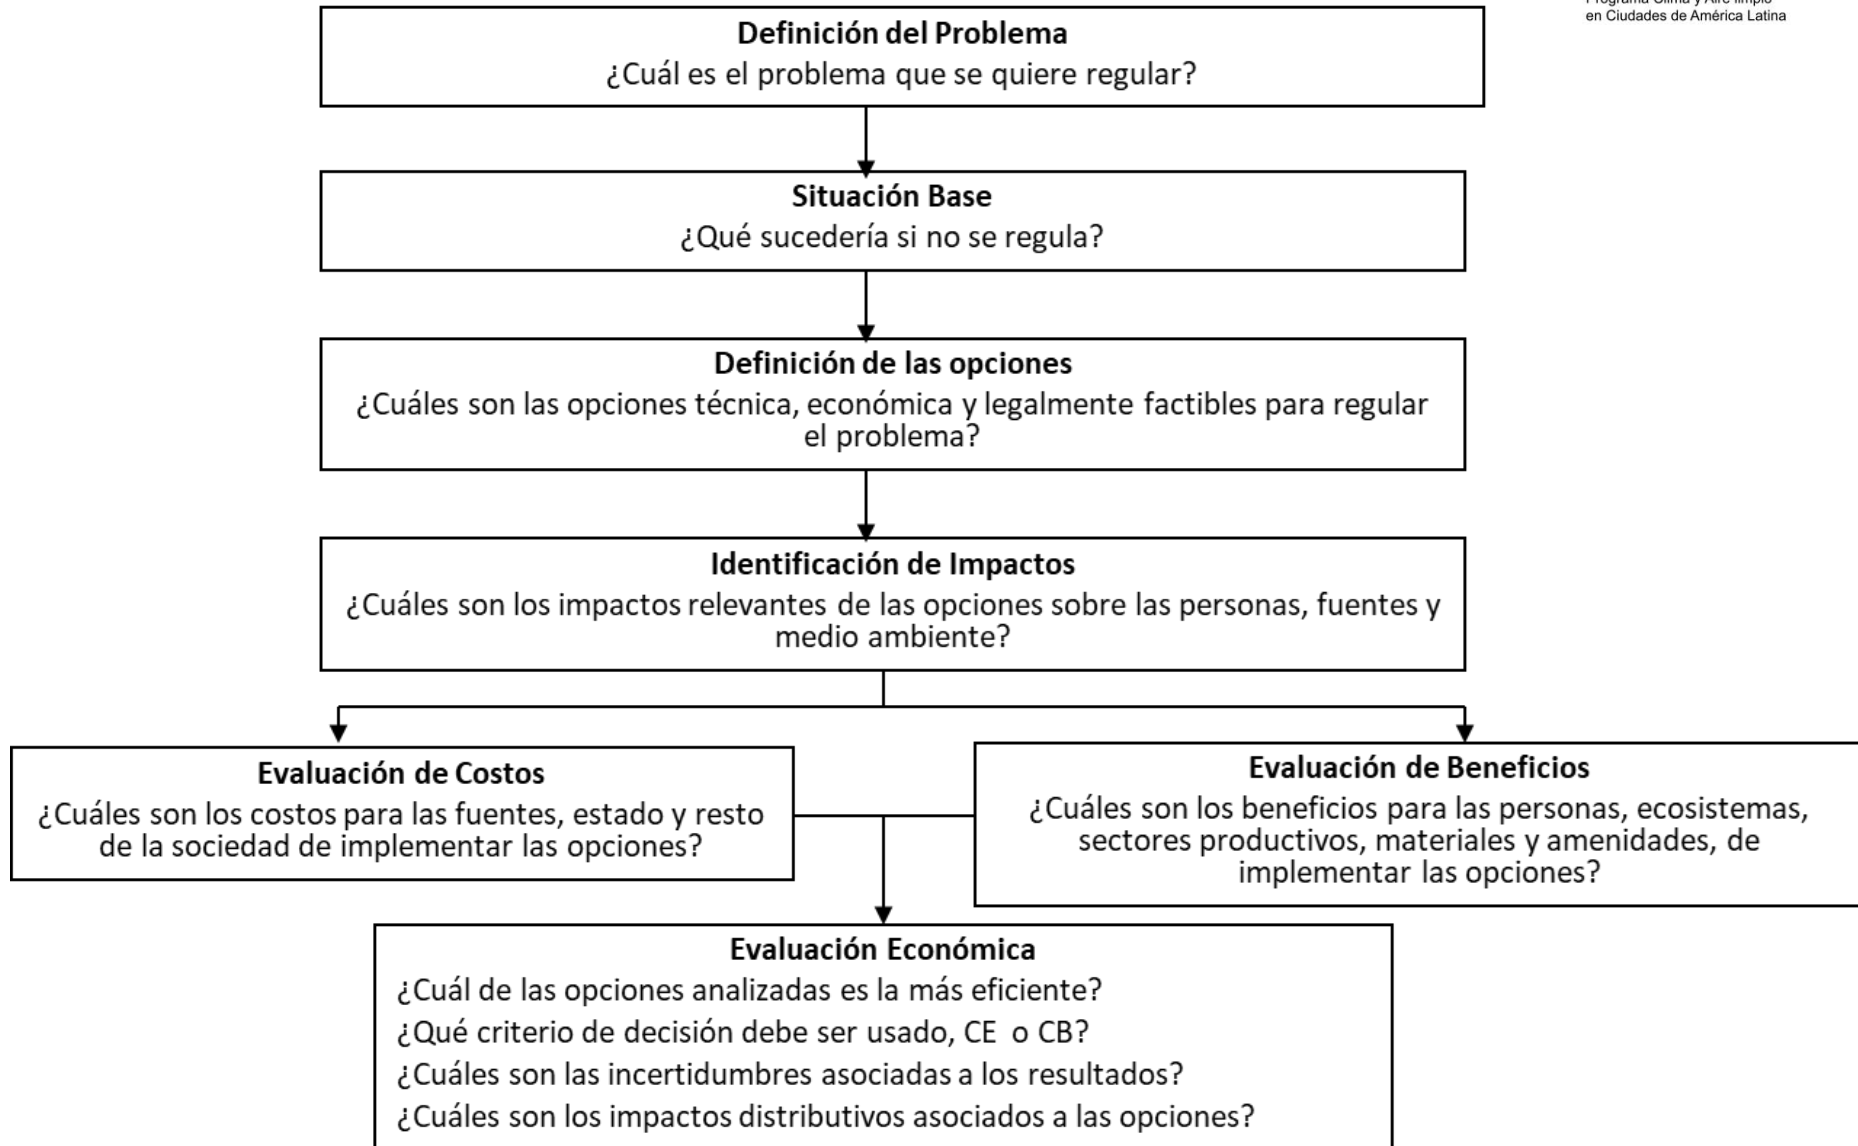 Programa Clima y Aire limpio
en Ciudades de América Latina
Definición del Problema
¿Cuál es el problema que se quiere regular?
Situación Base
¿Qué sucedería si no se regula?
Definición de las opciones
¿Cuáles son las opciones técnica, económica y legalmente factibles para regular
el problema?
Identificación de Impactos
¿Cuáles son los impactos relevantes de las opciones sobre las personas, fuentes y
medio ambiente?
Evaluación de Costos
¿Cuáles son los costos para las fuentes, estado y resto
de la sociedad de implementar las opciones?
Evaluación de Beneficios
¿Cuáles son los beneficios para las personas, ecosistemas,
sectores productivos, materiales y amenidades, de
implementar las opciones?
Evaluación Económica
¿Cuál de las opciones analizadas es la más eficiente?
¿Qué criterio de decisión debe ser usado, CE o CB?
¿Cuáles son las incertidumbres asociadas a los resultados?
¿Cuáles son los impactos distributivos asociados a las opciones?